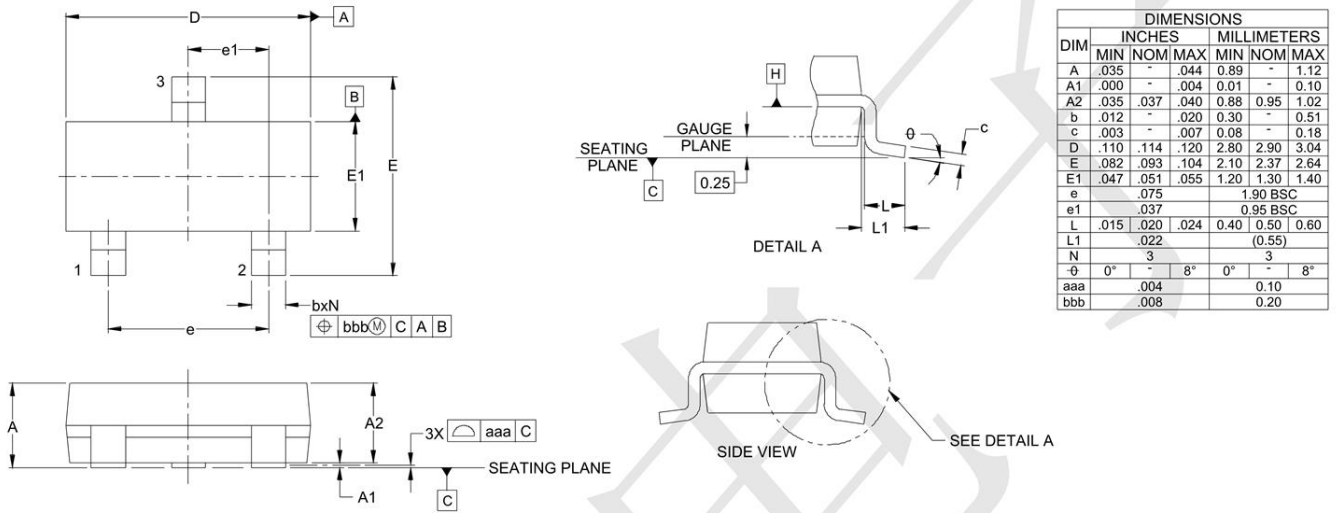 D
A
e1
3
B
E1
E
1
2
bxN
e
⌖ bbbⓂ C A B
A
A2
3X ⌓ aaa C
SEATING PLANE
A1
C
H
GAUGE
PLANE
SEATING
PLANE
C
0.25
θ
c
L
L1
DETAIL A
SIDE VIEW
SEE DETAIL A
DIMENSIONS
DIM INCHES MILLIMETERS
MIN NOM MAX MIN NOM MAX
A .035 - .044 0.89 - 1.12
A1 .000 - .004 0.01 - 0.10
A2 .035 .037 .040 0.88 0.95 1.02
b .012 - .020 0.30 - 0.51
c .003 - .007 0.08 - 0.18
D .110 .114 .120 2.80 2.90 3.04
E .082 .093 .104 2.10 2.37 2.64
E1 .047 .051 .055 1.20 1.30 1.40
e .075 1.90 BSC
e1 .037 0.95 BSC
L .015 .020 .024 0.40 0.50 0.60
L1 .022 (0.55)
N 3 3
θ 0° - 8° 0° - 8°
aaa .004 0.10
bbb .008 0.20